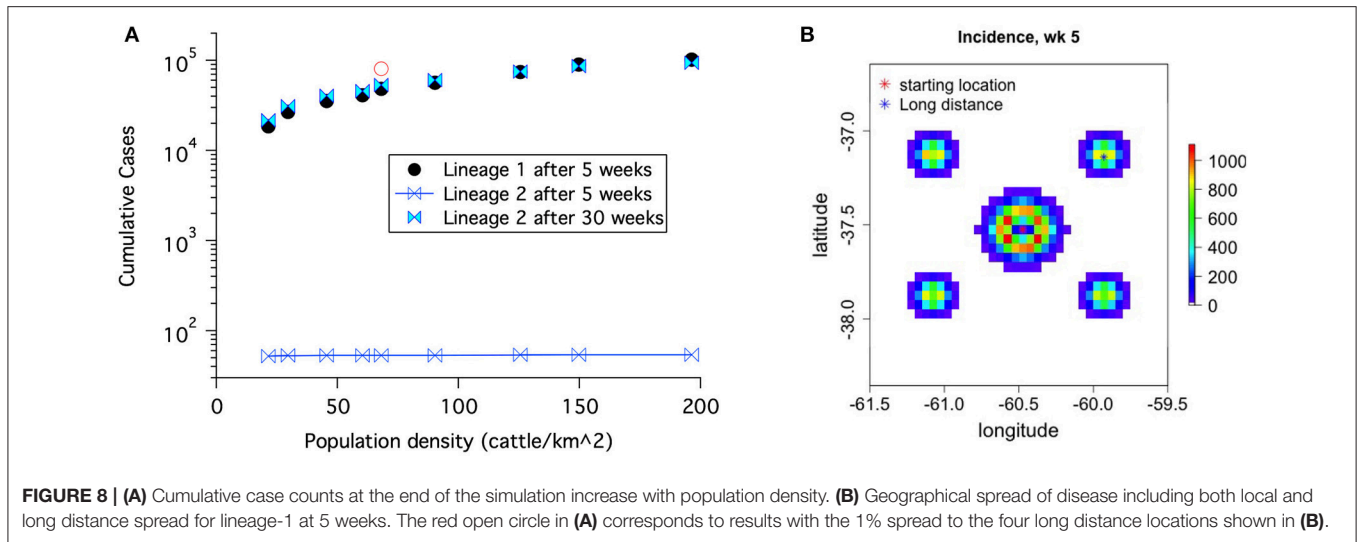 A
Cumulative Cases
10^5
10^4
10^3
10^2
0
50
100
150
200
Population density (cattle/km^2)
Lineage 1 after 5 weeks
Lineage 2 after 5 weeks
Lineage 2 after 30 weeks
B
Incidence, wk 5
starting location
Long distance
latitude
-37.0
-37.5
-38.0
-61.5
-61.0
-60.5
-60.0
-59.5
longitude
1000
800
600
400
200
0
FIGURE 8 | (A) Cumulative case counts at the end of the simulation increase with population density. (B) Geographical spread of disease including both local and
long distance spread for lineage-1 at 5 weeks. The red open circle in (A) corresponds to results with the 1% spread to the four long distance locations shown in (B).